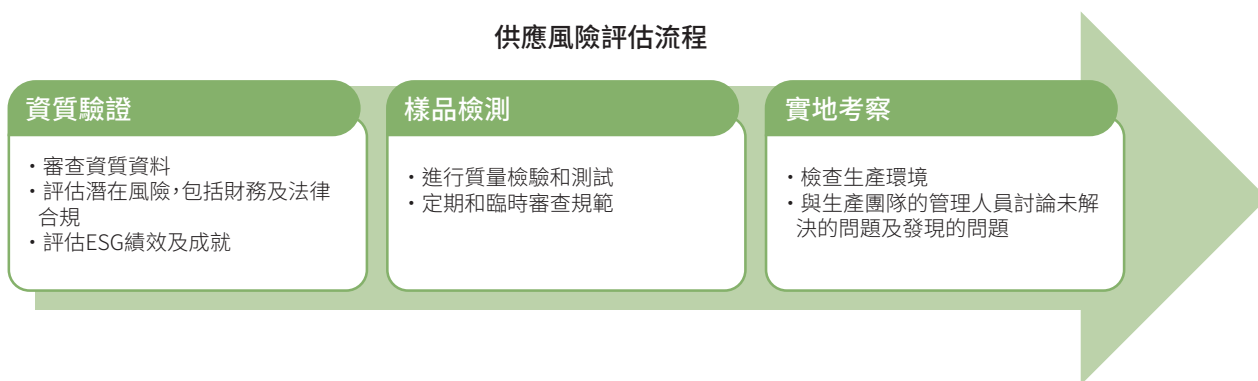 供應風險評估流程
資質驗證
・審查資質資料
・評估潛在風險,包括財務及法律
合規
・評估ESG績效及成就
樣品檢測
・進行質量檢驗和測試
・定期和臨時審查規範
實地考察
・檢查生產環境
・與生產團隊的管理人員討論未解
決的問題及發現的問題